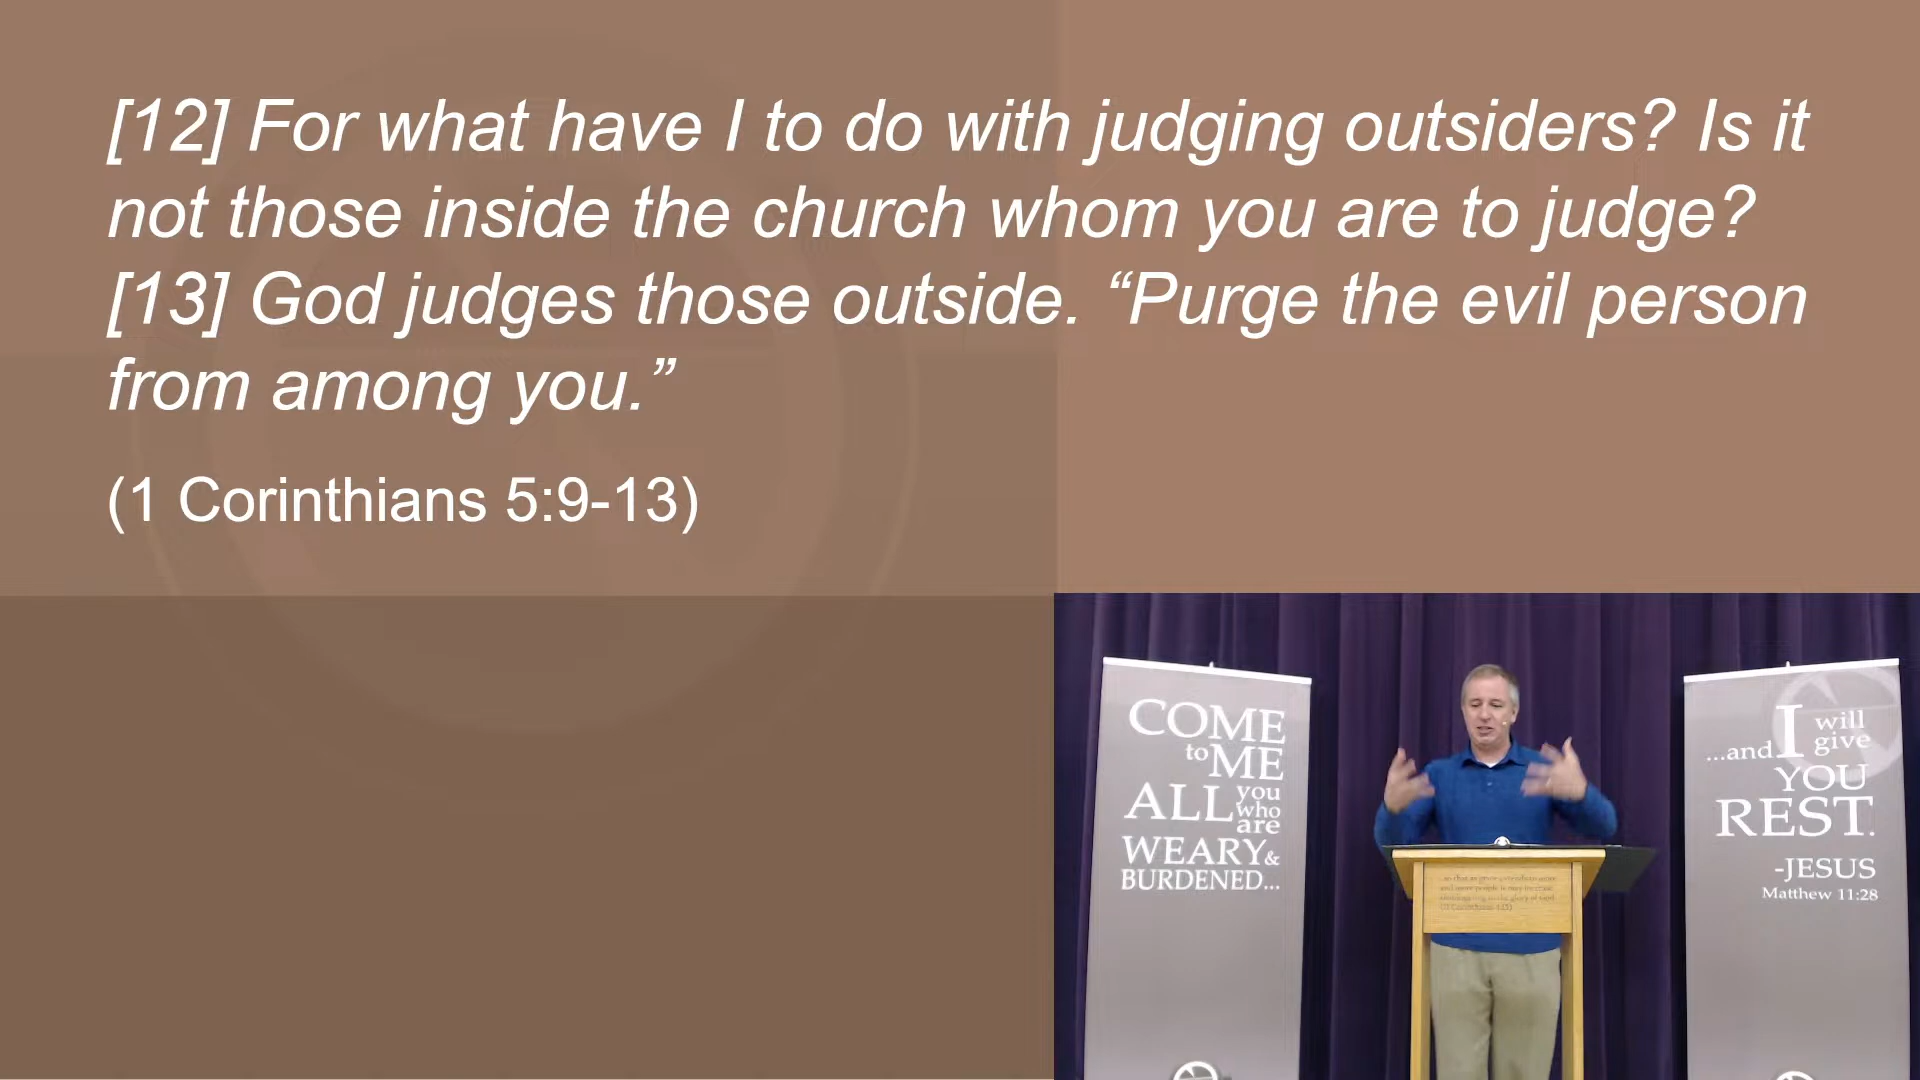 [12] For what have I to do with judging outsiders? Is it
not those inside the church whom you are to judge?
[13] God judges those outside. “Purge the evil person
from among you.”
(1 Corinthians 5:9-13)
COME
to ME
ALL you who are
WEARY &
BURDENED...
...and I will give
YOU
REST.
-JESUS
Matthew 11:28